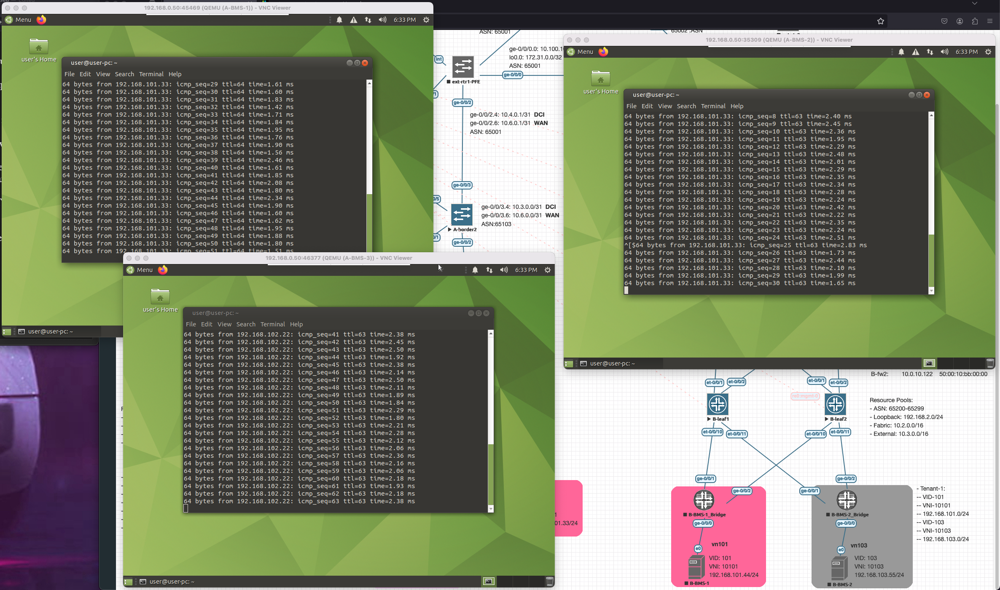 192.168.0.50:45469 (QEMU (A-BMS-1)) - VNC Viewer
Menu
6:33 PM
user's Home
user@user-pc: ~
File Edit View Search Terminal Help
64 bytes from 192.168.101.33: icmp_seq=29 ttl=64 time=1.61 ms
64 bytes from 192.168.101.33: icmp_seq=30 ttl=64 time=1.60 ms
64 bytes from 192.168.101.33: icmp_seq=31 ttl=64 time=1.83 ms
64 bytes from 192.168.101.33: icmp_seq=32 ttl=64 time=1.42 ms
64 bytes from 192.168.101.33: icmp_seq=33 ttl=64 time=1.71 ms
64 bytes from 192.168.101.33: icmp_seq=34 ttl=64 time=1.84 ms
64 bytes from 192.168.101.33: icmp_seq=35 ttl=64 time=1.95 ms
64 bytes from 192.168.101.33: icmp_seq=36 ttl=64 time=1.76 ms
64 bytes from 192.168.101.33: icmp_seq=37 ttl=64 time=1.90 ms
64 bytes from 192.168.101.33: icmp_seq=38 ttl=64 time=1.56 ms
64 bytes from 192.168.101.33: icmp_seq=39 ttl=64 time=2.46 ms
64 bytes from 192.168.101.33: icmp_seq=40 ttl=64 time=1.61 ms
64 bytes from 192.168.101.33: icmp_seq=41 ttl=64 time=1.85 ms
64 bytes from 192.168.101.33: icmp_seq=42 ttl=64 time=2.08 ms
64 bytes from 192.168.101.33: icmp_seq=43 ttl=64 time=1.80 ms
64 bytes from 192.168.101.33: icmp_seq=44 ttl=64 time=2.34 ms
64 bytes from 192.168.101.33: icmp_seq=45 ttl=64 time=1.90 ms
64 bytes from 192.168.101.33: icmp_seq=46 ttl=64 time=1.60 ms
64 bytes from 192.168.101.33: icmp_seq=47 ttl=64 time=1.62 ms
64 bytes from 192.168.101.33: icmp_seq=48 ttl=64 time=1.95 ms
64 bytes from 192.168.101.33: icmp_seq=49 ttl=64 time=1.88 ms
64 bytes from 192.168.101.33: icmp_seq=50 ttl=64 time=1.80 ms
64 bytes from 192.168.101.33: icmp_seq=51 ttl=64 time=1.51 ms
user@user-pc: ~
192.168.0.50:46377 (QEMU (A-BMS-3)) - VNC Viewer
Menu
6:33 PM
user's Home
user@user-pc: ~
File Edit View Search Terminal Help
64 bytes from 192.168.102.22: icmp_seq=41 ttl=63 time=2.38 ms
64 bytes from 192.168.102.22: icmp_seq=42 ttl=63 time=2.45 ms
64 bytes from 192.168.102.22: icmp_seq=43 ttl=63 time=2.50 ms
64 bytes from 192.168.102.22: icmp_seq=44 ttl=63 time=1.92 ms
64 bytes from 192.168.102.22: icmp_seq=45 ttl=63 time=2.38 ms
64 bytes from 192.168.102.22: icmp_seq=46 ttl=63 time=2.14 ms
64 bytes from 192.168.102.22: icmp_seq=47 ttl=63 time=2.50 ms
64 bytes from 192.168.102.22: icmp_seq=48 ttl=63 time=2.11 ms
64 bytes from 192.168.102.22: icmp_seq=49 ttl=63 time=1.89 ms
64 bytes from 192.168.102.22: icmp_seq=50 ttl=63 time=1.84 ms
64 bytes from 192.168.102.22: icmp_seq=51 ttl=63 time=2.29 ms
64 bytes from 192.168.102.22: icmp_seq=52 ttl=63 time=1.80 ms
64 bytes from 192.168.102.22: icmp_seq=53 ttl=63 time=2.21 ms
64 bytes from 192.168.102.22: icmp_seq=54 ttl=63 time=2.28 ms
64 bytes from 192.168.102.22: icmp_seq=55 ttl=63 time=2.12 ms
64 bytes from 192.168.102.22: icmp_seq=56 ttl=63 time=2.06 ms
64 bytes from 192.168.102.22: icmp_seq=57 ttl=63 time=2.36 ms
64 bytes from 192.168.102.22: icmp_seq=58 ttl=63 time=2.16 ms
64 bytes from 192.168.102.22: icmp_seq=59 ttl=63 time=2.06 ms
64 bytes from 192.168.102.22: icmp_seq=60 ttl=63 time=2.18 ms
64 bytes from 192.168.102.22: icmp_seq=61 ttl=63 time=1.93 ms
64 bytes from 192.168.102.22: icmp_seq=62 ttl=63 time=2.18 ms
64 bytes from 192.168.102.22: icmp_seq=63 ttl=63 time=2.38 ms
user@user-pc: ~
192.168.0.50:35309 (QEMU (A-BMS-2)) - VNC Viewer
Menu
6:33 PM
user's Home
user@user-pc: ~
File Edit View Search Terminal Help
64 bytes from 192.168.101.33: icmp_seq=8 ttl=63 time=2.40 ms
64 bytes from 192.168.101.33: icmp_seq=9 ttl=63 time=2.45 ms
64 bytes from 192.168.101.33: icmp_seq=10 ttl=63 time=2.36 ms
64 bytes from 192.168.101.33: icmp_seq=11 ttl=63 time=1.95 ms
64 bytes from 192.168.101.33: icmp_seq=12 ttl=63 time=2.29 ms
64 bytes from 192.168.101.33: icmp_seq=13 ttl=63 time=2.48 ms
64 bytes from 192.168.101.33: icmp_seq=14 ttl=63 time=2.01 ms
64 bytes from 192.168.101.33: icmp_seq=15 ttl=63 time=2.29 ms
64 bytes from 192.168.101.33: icmp_seq=16 ttl=63 time=2.35 ms
64 bytes from 192.168.101.33: icmp_seq=17 ttl=63 time=2.34 ms
64 bytes from 192.168.101.33: icmp_seq=18 ttl=63 time=2.28 ms
64 bytes from 192.168.101.33: icmp_seq=19 ttl=63 time=2.24 ms
64 bytes from 192.168.101.33: icmp_seq=20 ttl=63 time=2.42 ms
64 bytes from 192.168.101.33: icmp_seq=21 ttl=63 time=2.22 ms
64 bytes from 192.168.101.33: icmp_seq=22 ttl=63 time=2.35 ms
64 bytes from 192.168.101.33: icmp_seq=23 ttl=63 time=2.24 ms
64 bytes from 192.168.101.33: icmp_seq=24 ttl=63 time=2.51 ms
^[$64 bytes from 192.168.101.33: icmp_seq=25 ttl=63 time=2.83 ms
64 bytes from 192.168.101.33: icmp_seq=26 ttl=63 time=1.73 ms
64 bytes from 192.168.101.33: icmp_seq=27 ttl=63 time=2.44 ms
64 bytes from 192.168.101.33: icmp_seq=28 ttl=63 time=2.10 ms
64 bytes from 192.168.101.33: icmp_seq=29 ttl=63 time=1.99 ms
64 bytes from 192.168.101.33: icmp_seq=30 ttl=63 time=1.65 ms
user@user-pc: ~
ASN: 65001
65002 :ASN
ge-0/0/0.0: 10.100.1
lo0.0: 172.31.0.0/32
ASN: 65001
int
ge-0/0/0
ext-rtr1-PFE
/1
ge-0/0/2
ge-0/0/2.4: 10.4.0.1/31 DCI
ge-0/0/2.6: 10.6.0.1/31 WAN
ASN: 65001
ge-0/0/3
0/5
ge-0/0/3.4: 10.3.0.0/31 DCI
ge-0/0/3.6: 10.6.0.0/31 WAN
ASN:65103
A-border2
0/1
ge-0/0/2
B-fw2: 10.0.10.122 50:00:10:bb:00:00
et-0/0/1
et-0/0/2
et-0/0/1
et-0/0/2
re0:mgmt-0
B-leaf1
B-leaf2
Resource Pools:
- ASN: 65200-65299
- Loopback: 192.168.2.0/24
- Fabric: 10.2.0.0/16
- External: 10.3.0.0/16
et-0/0/10
et-0/0/11
et-0/0/10
et-0/0/11
ge-0/0/1
ge-0/0/2
ge-0/0/1
ge-0/0/2
B-BMS-1_Bridge
B-BMS-2_Bridge
ge-0/0/0
ge-0/0/0
- Tenant-1:
-- VID-101
-- VNI-10101
-- 192.168.101.0/24
-- VID-103
-- VNI-10103
-- 192.168.103.0/24
1
01.33/24
vn101
e0
VID: 101
VNI: 10101
192.168.101.44/24
B-BMS-1
vn103
e0
VID: 103
VNI: 10103
192.168.103.55/24
B-BMS-2